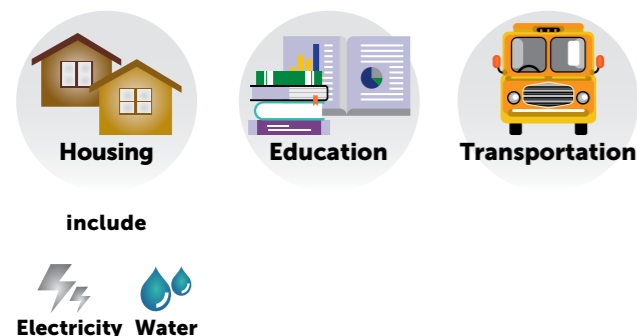 Housing
Education
Transportation
include
Electricity Water